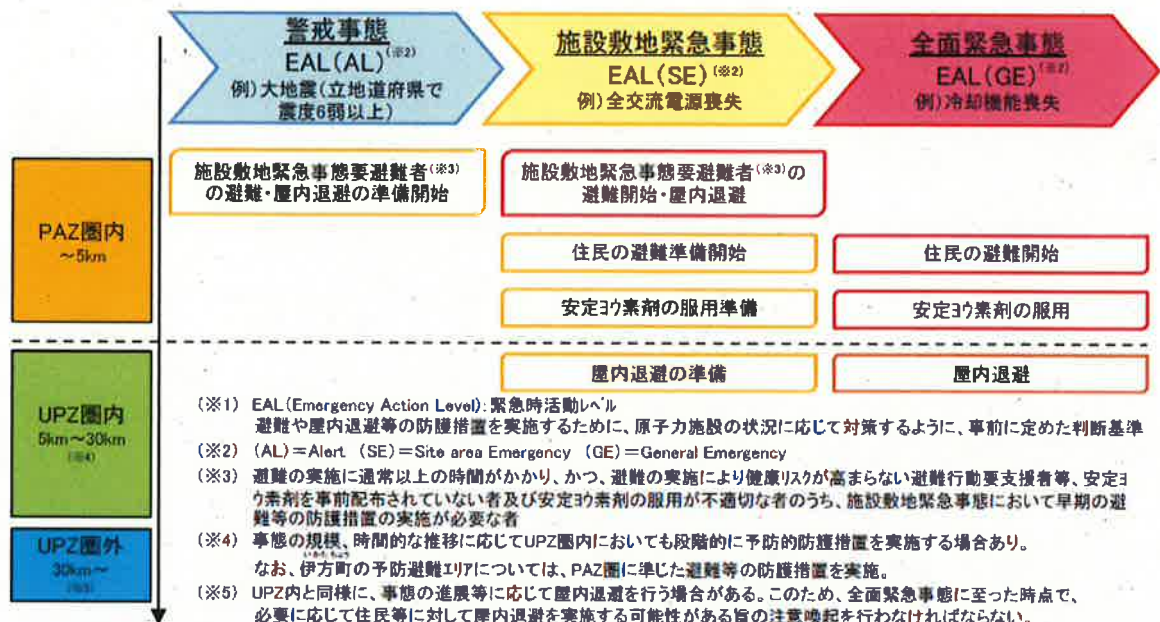 警戒事態
EAL(AL)(※2)
例)大地震(立地道府県で
震度6弱以上)
施設敷地緊急事態
EAL(SE)(※2)
例)全交流電源喪失
全面緊急事態
EAL(GE)(※2)
例)冷却機能喪失
PAZ圏内
～5km
施設敷地緊急事態要避難者(※3)
の避難・屋内退避の準備開始
施設敷地緊急事態要避難者(※3)の
避難開始・屋内退避
住民の避難準備開始
住民の避難開始
安定ヨウ素剤の服用準備
安定ヨウ素剤の服用
UPZ圏内
5km～30km
(※4)
屋内退避の準備
屋内退避
UPZ圏外
30km～
(※5)
(※1) EAL(Emergency Action Level):緊急時活動レベル
避難や屋内退避等の防護措置を実施するために、原子力施設の状況に応じて対策するように、事前に定めた判断基準
(※2) (AL)=Alert (SE)=Site area Emergency (GE)=General Emergency
(※3) 避難の実施に通常以上の時間がかかり、かつ、避難の実施により健康リスクが高まらない避難行動要支援者等、安定ヨ
ウ素剤を事前配布されていない者及び安定ヨウ素剤の服用が不適切な者のうち、施設敷地緊急事態において早期の避
難等の防護措置の実施が必要な者
(※4) 事態の規模、時間的な推移に応じてUPZ圏内においても段階的に予防的防護措置を実施する場合あり。
いかたちょう
なお、伊方町の予防避難エリアについては、PAZ圏に準じた避難等の防護措置を実施。
(※5) UPZ内と同様に、事態の進展等に応じて屋内退避を行う場合がある。このため、全面緊急事態に至った時点で、
必要に応じて住民等に対して屋内退避を実施する可能性がある旨の注意喚起を行わなければならない。